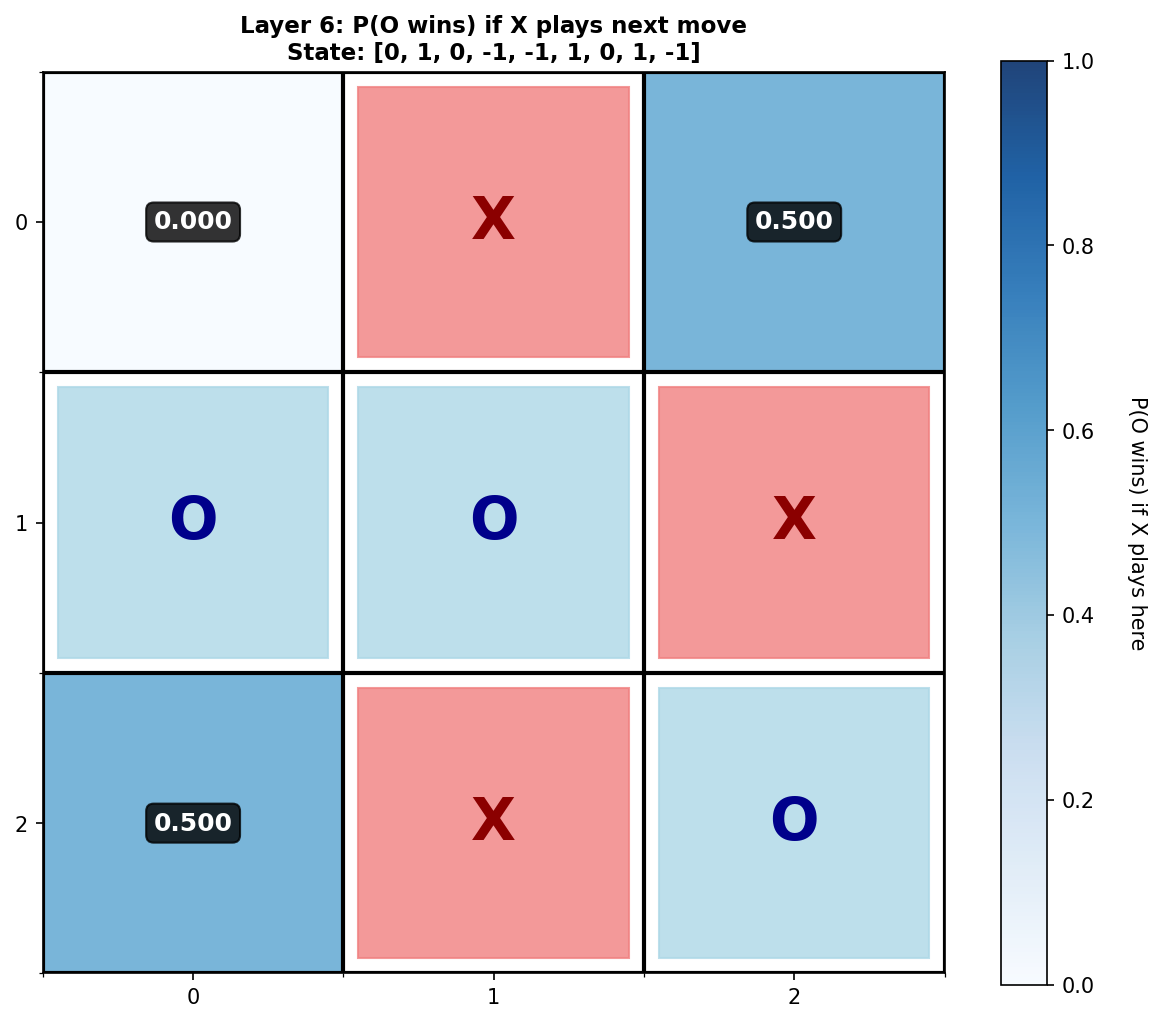 Layer 6: P(O wins) if X plays next move
State: [0, 1, 0, -1, -1, 1, 0, 1, -1]
0 0.000 X 0.500
1 O O X
2 0.500 X O
0 1 2
1.0
0.8
0.6
0.4
0.2
0.0
P(O wins) if X plays here